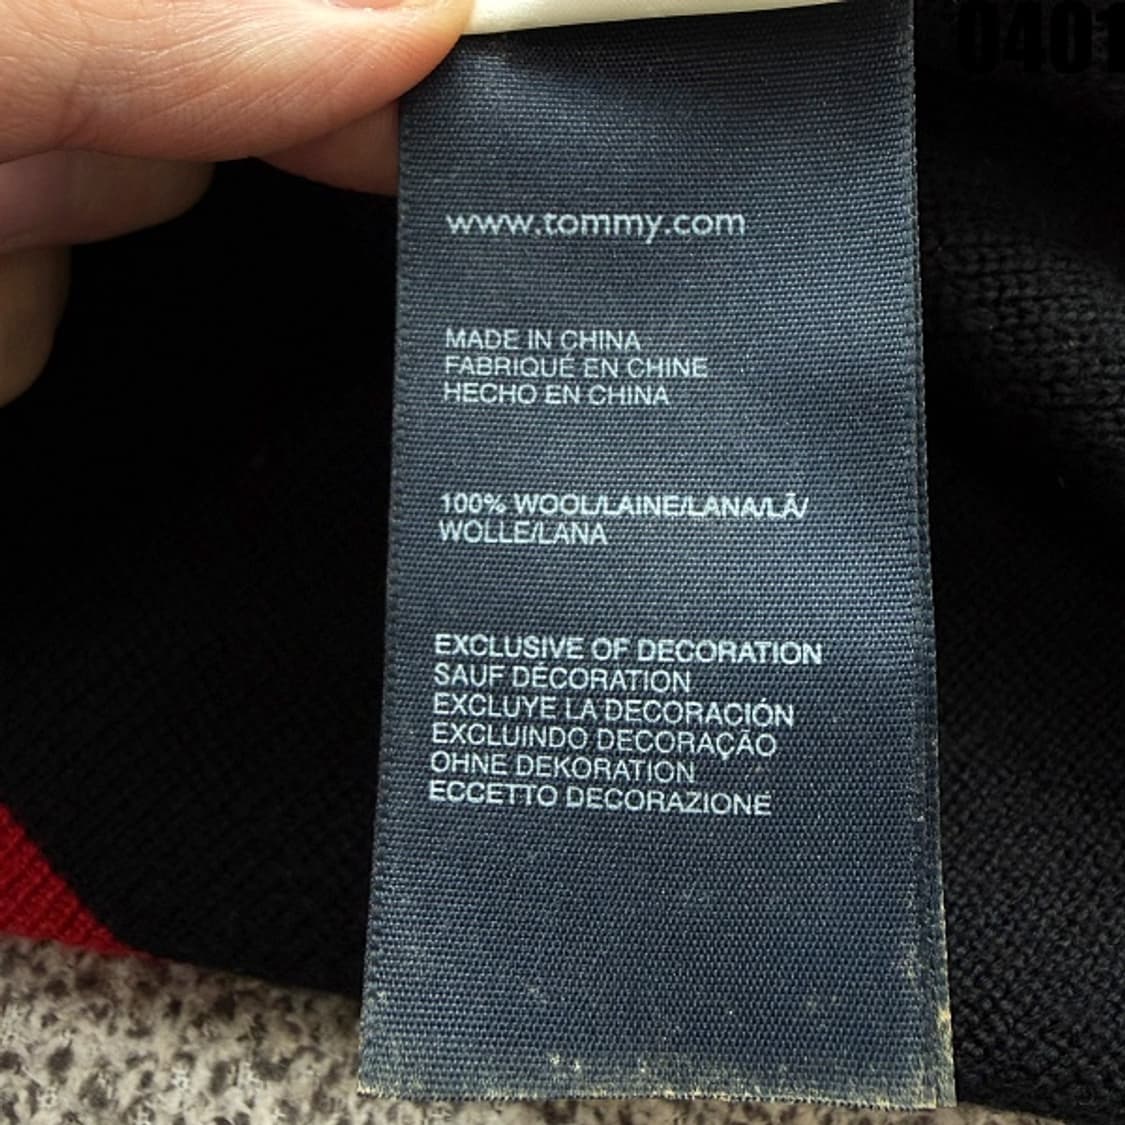 0401
www.tommy.com
MADE IN CHINA
FABRIQUÉ EN CHINE
HECHO EN CHINA
100% WOOL/LAINE/LANA/LÃ/
WOLLE/LANA
EXCLUSIVE OF DECORATION
SAUF DÉCORATION
EXCLUYE LA DECORACIÓN
EXCLUINDO DECORAÇÃO
OHNE DEKORATION
ECCETTO DECORAZIONE